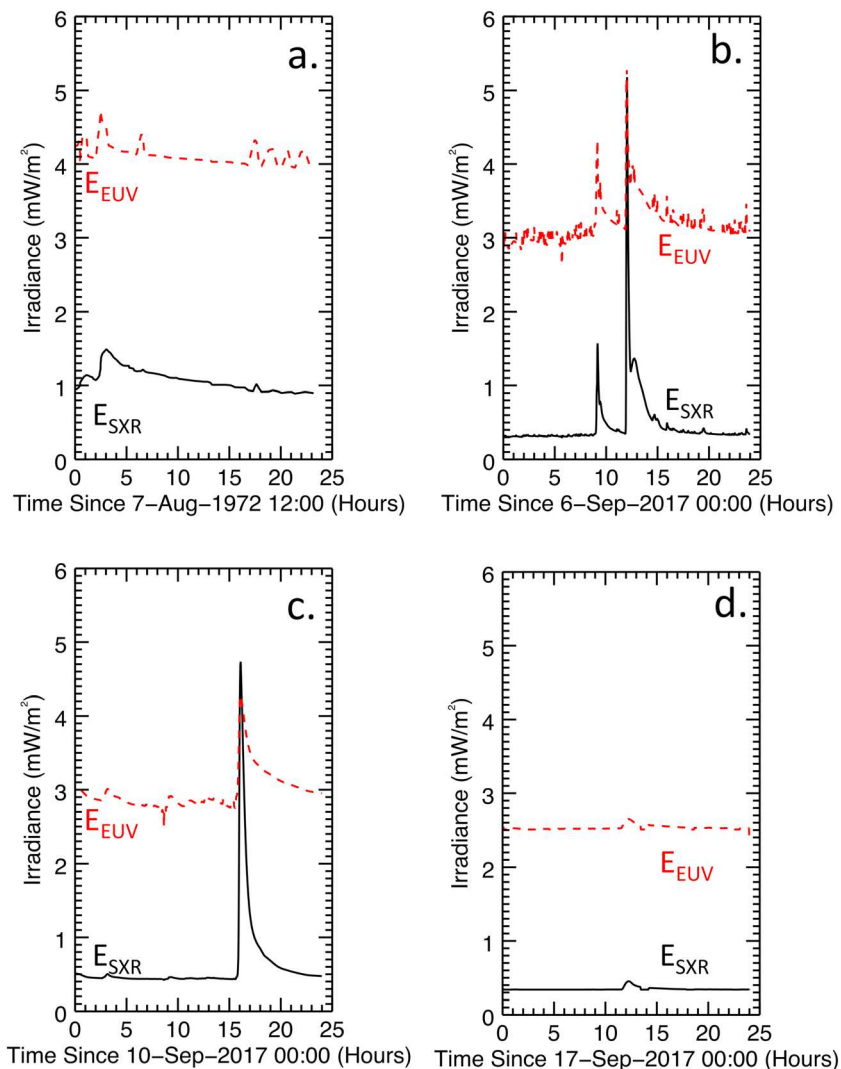 a.
6
5
4
3
2
1
0
Irradiance (mW/m²)
E_EUV
E_SXR
0 5 10 15 20 25
Time Since 7–Aug–1972 12:00 (Hours)
b.
6
5
4
3
2
1
0
Irradiance (mW/m²)
E_EUV
E_SXR
0 5 10 15 20 25
Time Since 6–Sep–2017 00:00 (Hours)
c.
6
5
4
3
2
1
0
Irradiance (mW/m²)
E_EUV
E_SXR
0 5 10 15 20 25
Time Since 10–Sep–2017 00:00 (Hours)
d.
6
5
4
3
2
1
0
Irradiance (mW/m²)
E_EUV
E_SXR
0 5 10 15 20 25
Time Since 17–Sep–2017 00:00 (Hours)